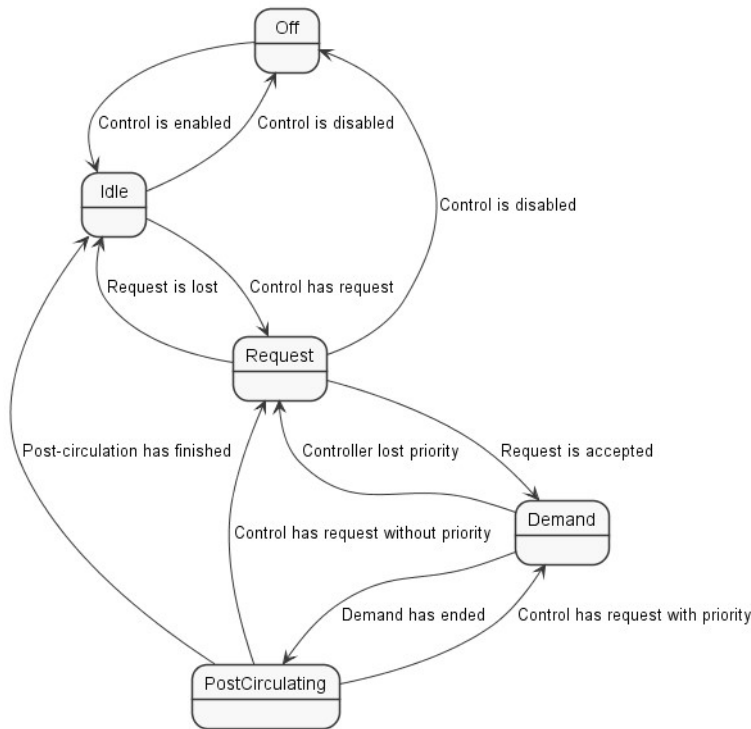 Off
Control is enabled
Control is disabled
Idle
Control is disabled
Request is lost
Control has request
Request
Post-circulation has finished
Controller lost priority
Request is accepted
Demand
Control has request without priority
Demand has ended
Control has request with priority
PostCirculating